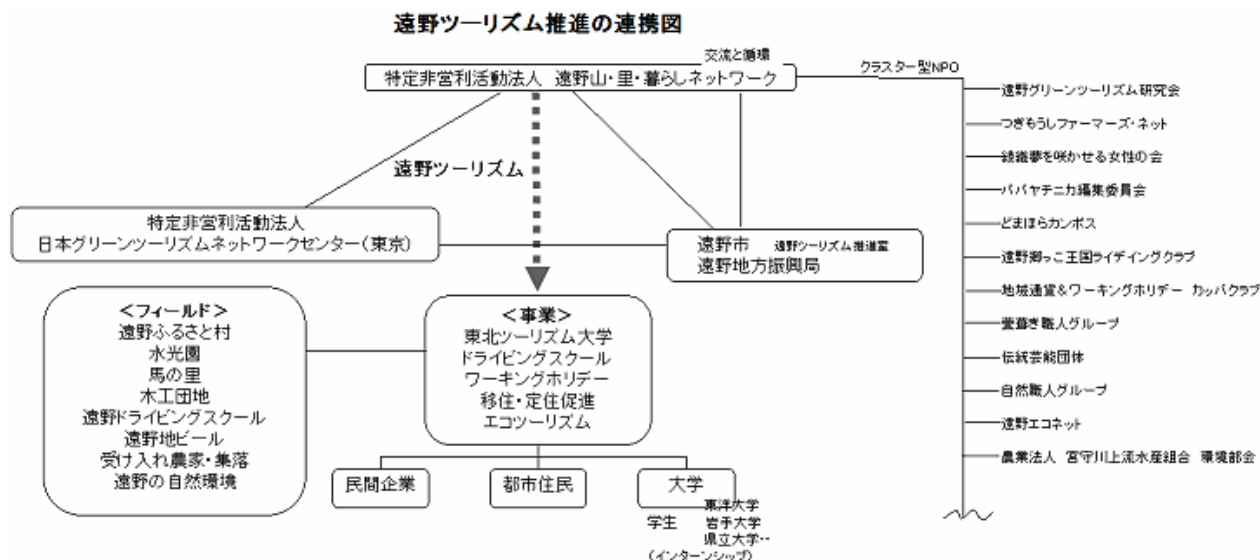 遠野ツーリズム推進の連携図
交流と循環
特定非営利活動法人 遠野山・里・暮らしネットワーク
クラスター型NPO
遠野グリーンツーリズム研究会
つぎもうしファーマーズ・ネット
綾織夢を咲かせる女性の会
パパヤチニカ編集委員会
どまほらカンボス
遠野郷っこ王国ライディングクラブ
地域通貨&ワーキングホリデー カッパクラブ
萱葺き職人グループ
伝統芸能団体
自然職人グループ
遠野エコネット
農業法人 宮守川上流水産組合 環境部会
遠野ツーリズム
特定非営利活動法人
日本グリーンツーリズムネットワークセンター(東京)
遠野市 遠野ツーリズム推進室
遠野地方振興局
<フィールド>
遠野ふるさと村
水光園
馬の里
木工団地
遠野ドライビングスクール
遠野地ビール
受け入れ農家・集落
遠野の自然環境
<事業>
東北ツーリズム大学
ドライビングスクール
ワーキングホリデー
移住・定住促進
エコツーリズム
民間企業
都市住民
大学
学生
東洋大学
岩手大学
県立大学・・
(インターンシップ)